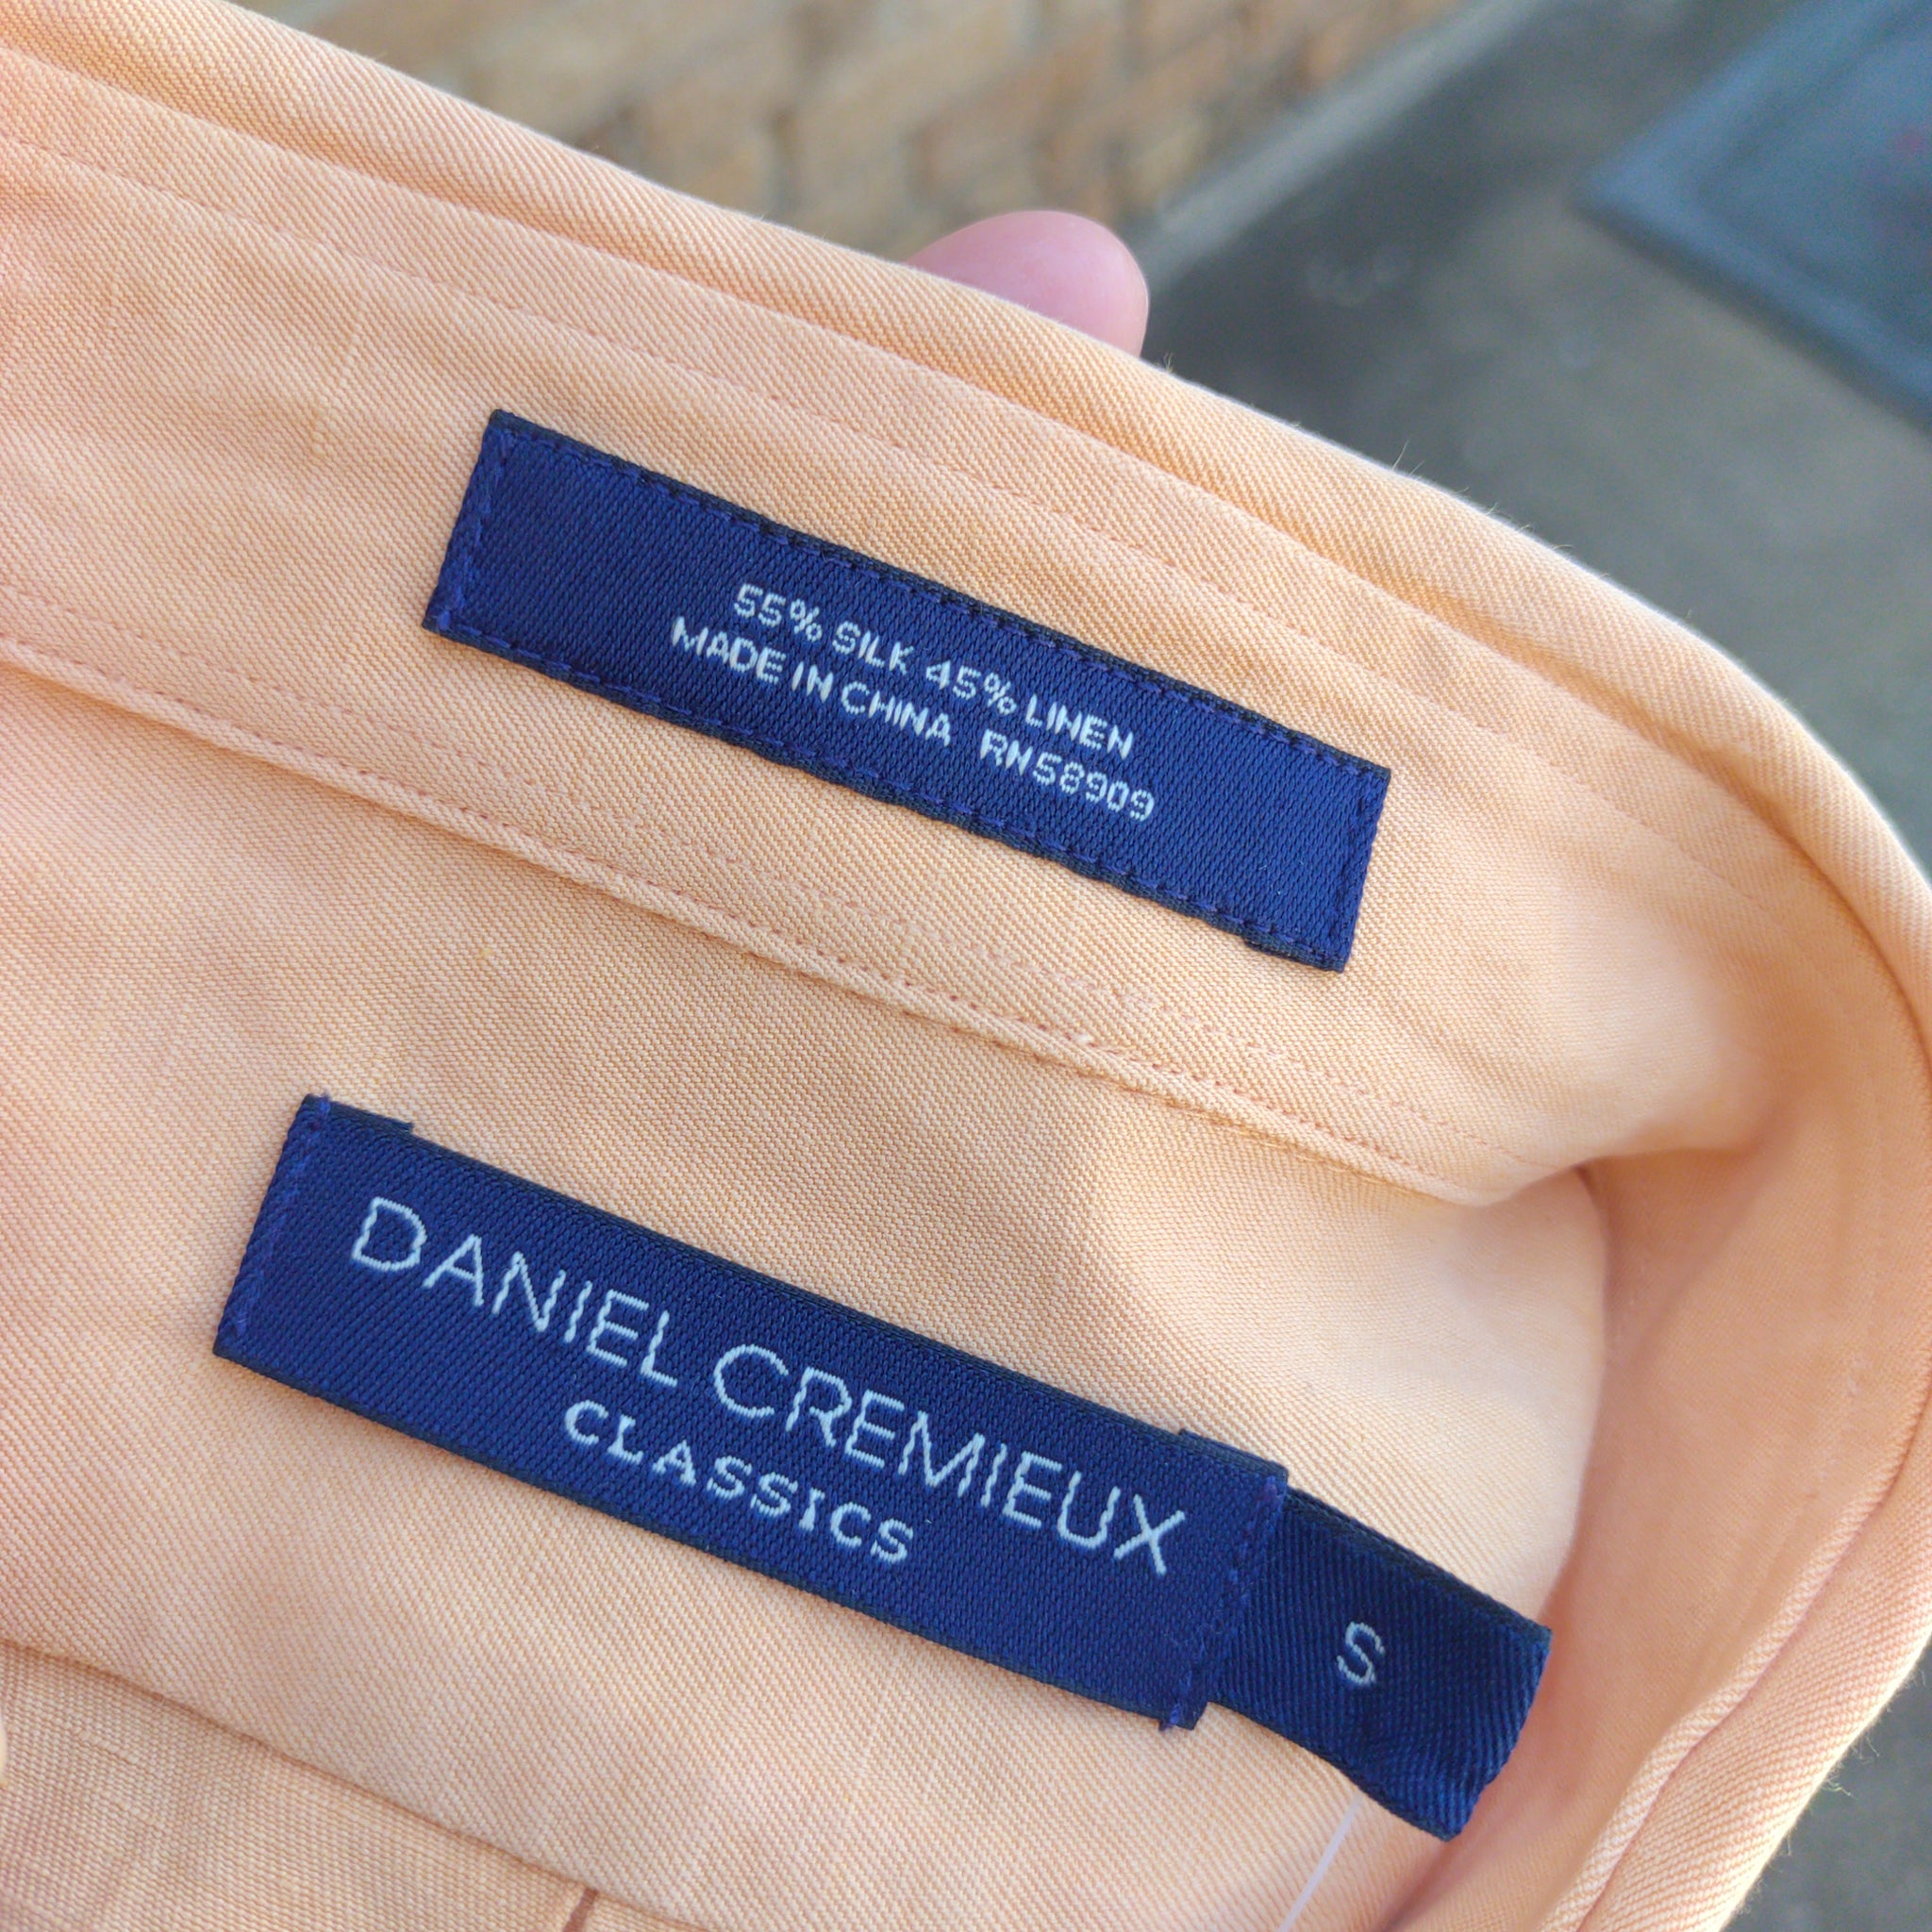 55% SILK 45% LINEN
MADE IN CHINA RN58909
DANIEL CREMIEUX
CLASSICS
S